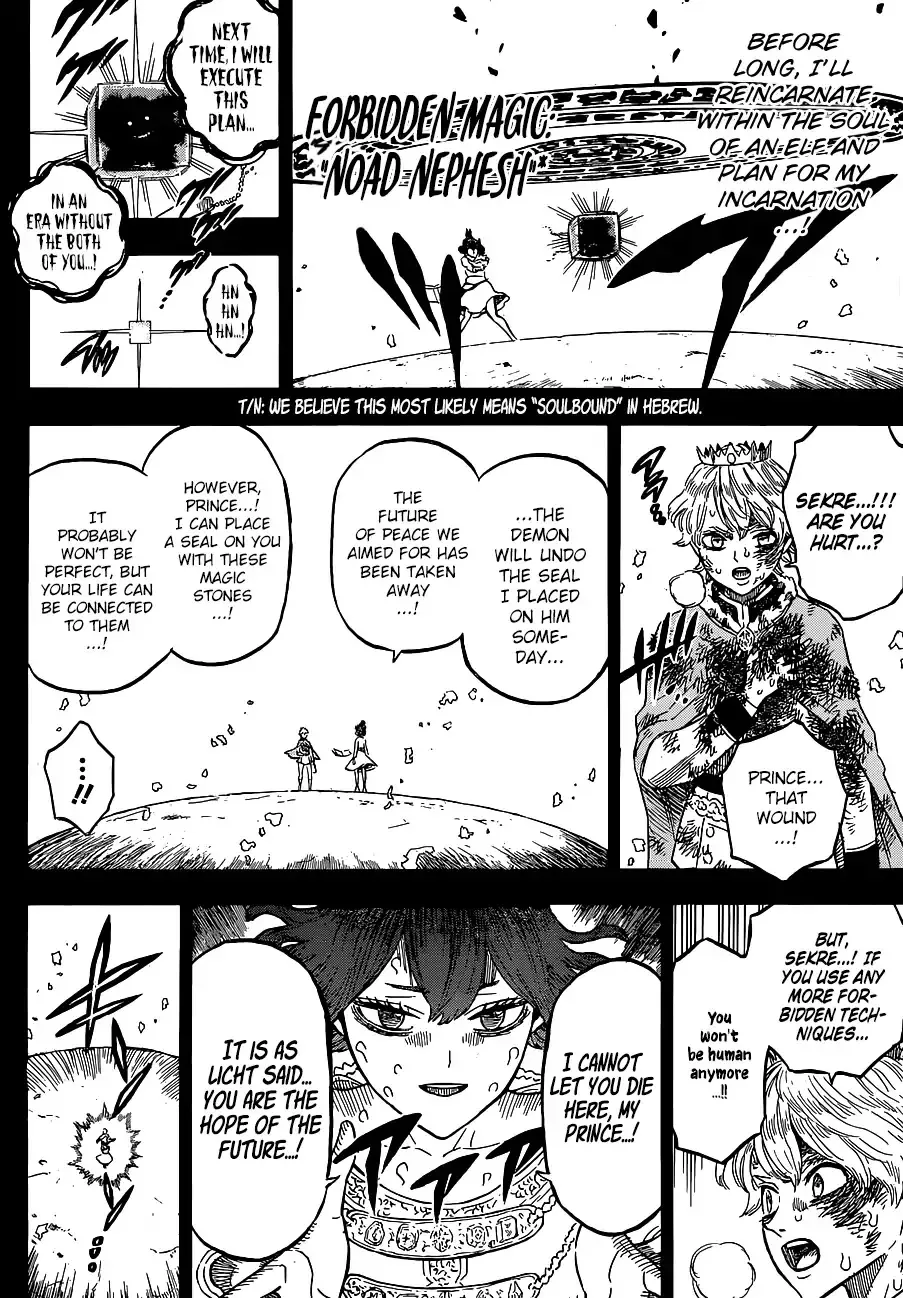 BEFORE
LONG, I'LL
REINCARNATE
WITHIN THE SOUL
OF AN ELF AND
PLAN FOR MY
INCARNATION
...!
FORBIDDEN MAGIC:
"NOAD NEPHESH"*
NEXT
TIME, I WILL
EXECUTE
THIS
PLAN...
IN AN
ERA WITHOUT
THE BOTH
OF YOU...!
HN
HN
HN...!
T/N: WE BELIEVE THIS MOST LIKELY MEANS "SOULBOUND" IN HEBREW.
SEKRE...!!!
ARE YOU
HURT...?
PRINCE...
THAT
WOUND
...!
...THE
DEMON
WILL UNDO
THE SEAL
I PLACED
ON HIM
SOME-
DAY...
THE
FUTURE
OF PEACE WE
AIMED FOR HAS
BEEN TAKEN
AWAY
...!
HOWEVER,
PRINCE...!
I CAN PLACE
A SEAL ON YOU
WITH THESE
MAGIC
STONES
...!
IT
PROBABLY
WON'T BE
PERFECT, BUT
YOUR LIFE CAN
BE CONNECTED
TO THEM
...!
...!!
BUT,
SEKRE...! IF
YOU USE ANY
MORE FOR-
BIDDEN TECH-
NIQUES...
You
won't
be human
anymore
...!!
I CANNOT
LET YOU DIE
HERE, MY
PRINCE...!
IT IS AS
LICHT SAID...
YOU ARE THE
HOPE OF THE
FUTURE...!